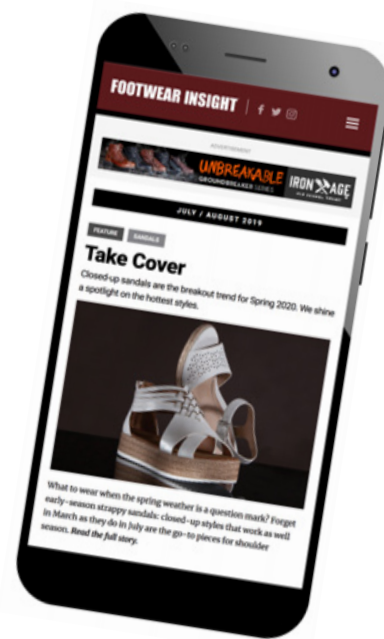 FOOTWEAR INSIGHT
ADVERTISEMENT
UNBREAKABLE
GROUNDBREAKER SERIES
IRON AGE
JULY / AUGUST 2019
FEATURE SANDALS
Take Cover
Closed-up sandals are the breakout trend for Spring 2020. We shine
a spotlight on the hottest styles.
What to wear when the spring weather is a question mark? Forget
early-season strappy sandals: closed-up styles that work as well
in March as they do in July are the go-to pieces for shoulder
season. Read the full story.